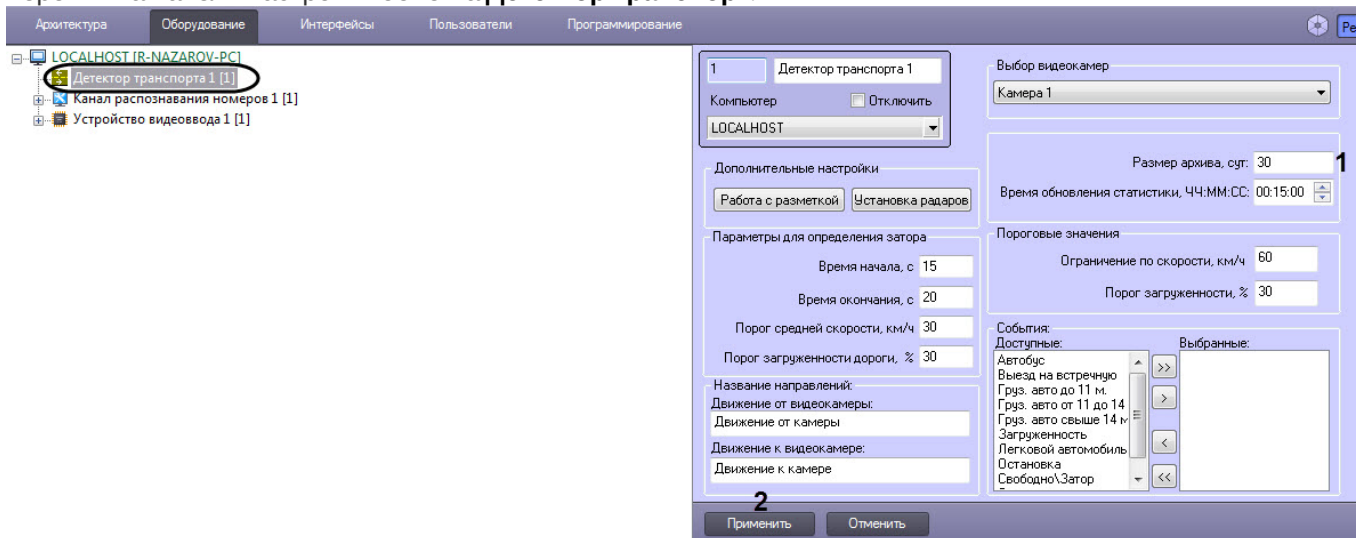 Архитектура Оборудование Интерфейсы Пользователи Программирование
LOCALHOST [R-NAZAROV-PC]
Детектор транспорта 1 [1]
Канал распознавания номеров 1 [1]
Устройство видеоввода 1 [1]
1 Детектор транспорта 1
Компьютер Отключить
LOCALHOST
Дополнительные настройки
Работа с разметкой Установка радаров
Параметры для определения затора
Время начала, с 15
Время окончания, с 20
Порог средней скорости, км/ч 30
Порог загруженности дороги, % 30
Название направлений:
Движение от видеокамеры:
Движение от камеры
Движение к видеокамере:
Движение к камере
Выбор видеокамер
Камера 1
Размер архива, сут: 30 1
Время обновления статистики, ЧЧ:ММ:СС: 00:15:00
Пороговые значения
Ограничение по скорости, км/ч 60
Порог загруженности, % 30
События:
Доступные: Выбранные:
Автобус
Выезд на встречную
Груз. авто до 11 м.
Груз. авто от 11 до 14
Груз. авто свыше 14 м
Загруженность
Легковой автомобиль
Остановка
Свободно\Затор
>>
>
<
<<
2
Применить Отменить